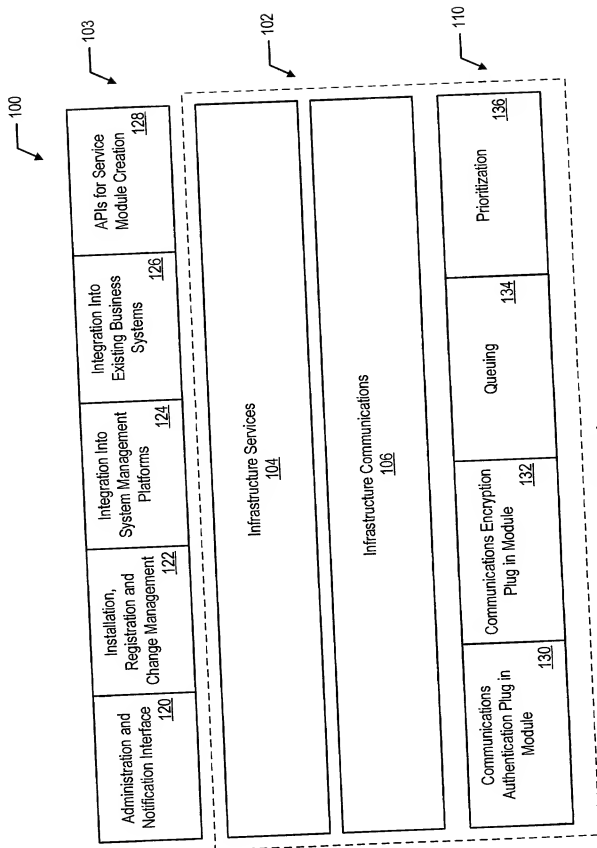 100
103
Administration and
Notification Interface
120
Installation,
Registration and
Change Management
122
Integration Into
System Management
Platforms
124
Integration Into
Existing Business
Systems
126
APIs for Service
Module Creation
128
102
Infrastructure Services
104
Infrastructure Communications
106
110
Communications
Authentication Plug in
Module
130
Communications Encryption
Plug in Module
132
Queuing
134
Prioritization
136